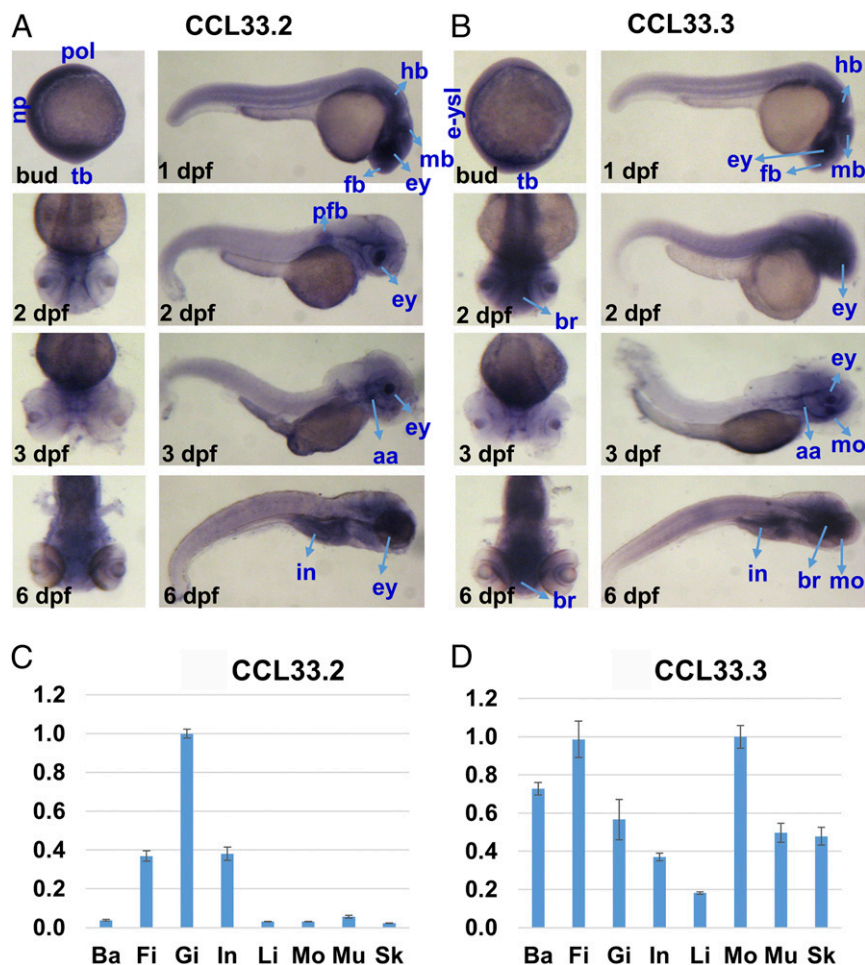 A
CCL33.2
pol
np
bud
tb
1 dpf
hb
mb
ey
fb
2 dpf
pfb
2 dpf
ey
3 dpf
3 dpf
aa
ey
6 dpf
6 dpf
in
ey
B
CCL33.3
e-ysl
bud
tb
1 dpf
hb
ey
fb
mb
2 dpf
br
2 dpf
ey
3 dpf
3 dpf
ey
aa
mo
6 dpf
br
6 dpf
in
br
mo
C
CCL33.2
1.2
1.0
0.8
0.6
0.4
0.2
0.0
Ba Fi Gi In Li Mo Mu Sk
D
CCL33.3
1.2
1.0
0.8
0.6
0.4
0.2
0.0
Ba Fi Gi In Li Mo Mu Sk